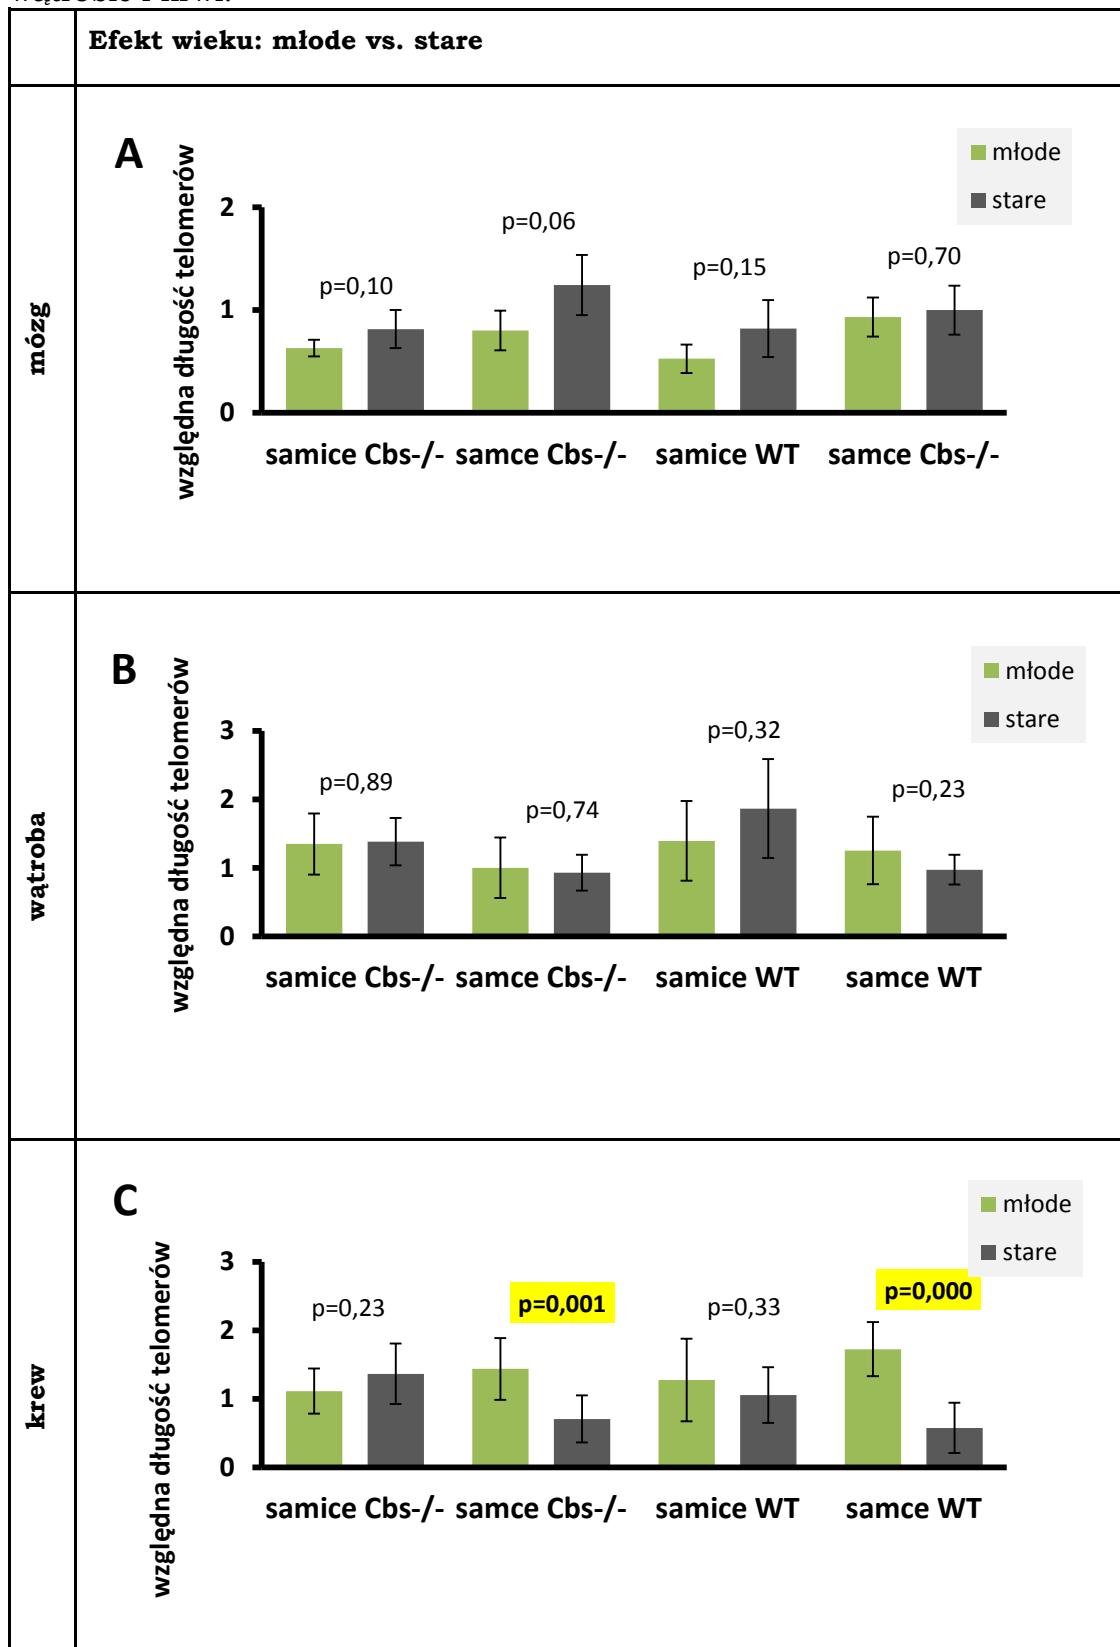 Efekt wieku: młode vs. stare
mózg
A
względna długość telomerów
młode
stare
2
1
0
p=0,10
p=0,06
p=0,15
p=0,70
samice Cbs-/- samce Cbs-/- samice WT samce Cbs-/-
wątroba
B
względna długość telomerów
młode
stare
3
2
1
0
p=0,89
p=0,74
p=0,32
p=0,23
samice Cbs-/- samce Cbs-/- samice WT samce WT
krew
C
względna długość telomerów
młode
stare
3
2
1
0
p=0,23
p=0,001
p=0,33
p=0,000
samice Cbs-/- samce Cbs-/- samice WT samce WT